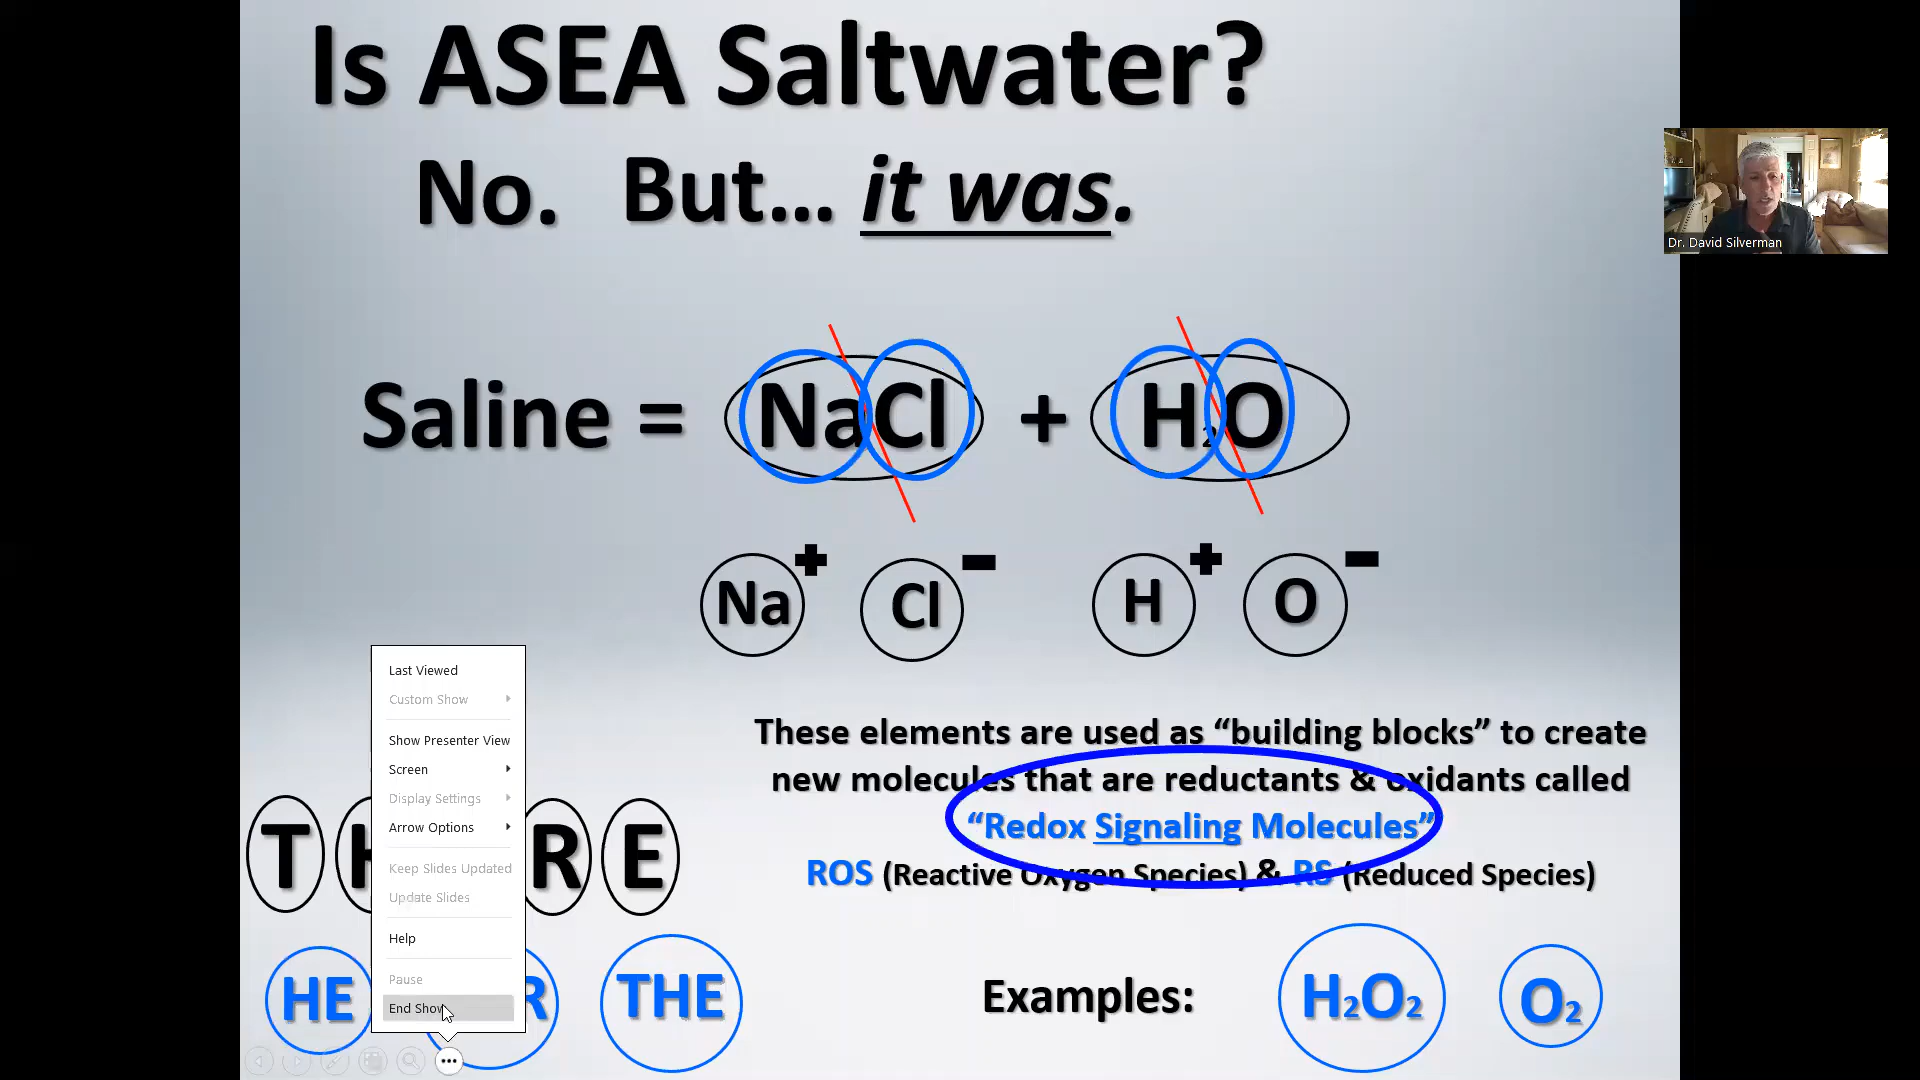 Is ASEA Saltwater?
No. But... it was.
Dr. David Silverman
Saline = NaCl + H₂O
Na + Cl - H + O -
These elements are used as “building blocks” to create
new molecules that are reductants & oxidants called
“Redox Signaling Molecules”
ROS (Reactive Oxygen Species) & RS (Reduced Species)
Examples: H₂O₂ O₂
T H R E
HE R THE
Last Viewed
Custom Show
Show Presenter View
Screen
Display Settings
Arrow Options
Keep Slides Updated
Update Slides
Help
Pause
End Show